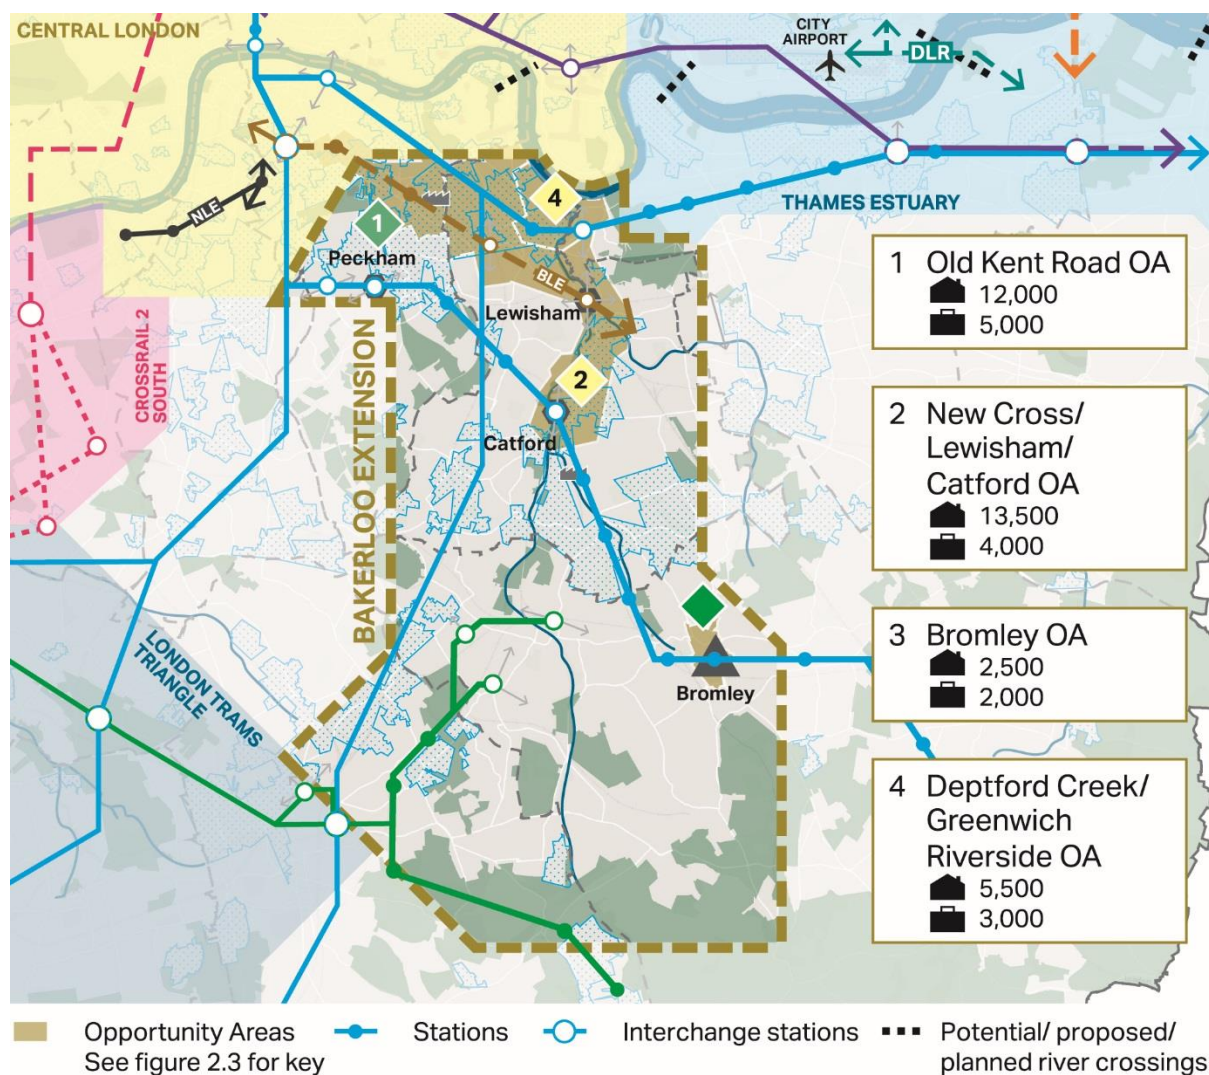 CENTRAL LONDON
CITY
AIRPORT
DLR
4
THAMES ESTUARY
NLE
1
Peckham
BLE
Lewisham
2
Catford
CROSSRAIL 2
SOUTH
BAKERLOO EXTENSION
LONDON TRAMS
TRIANGLE
Bromley
1 Old Kent Road OA
12,000
5,000
2 New Cross/
Lewisham/
Catford OA
13,500
4,000
3 Bromley OA
2,500
2,000
4 Deptford Creek/
Greenwich
Riverside OA
5,500
3,000
Opportunity Areas
See figure 2.3 for key
Stations
Interchange stations
Potential/ proposed/
planned river crossings